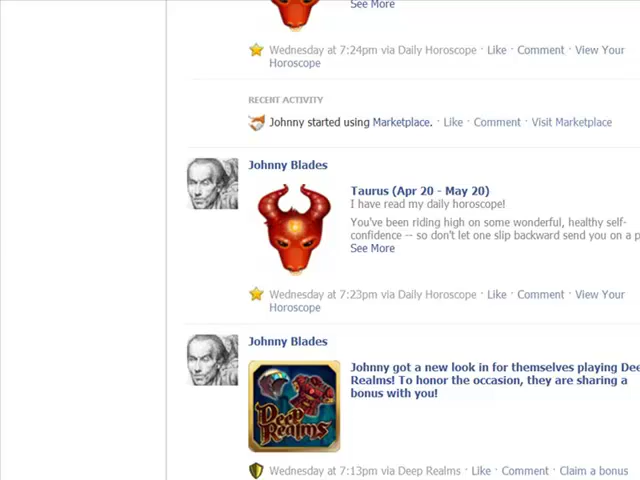 See More
Wednesday at 7:24pm via Daily Horoscope · Like · Comment · View Your
Horoscope
RECENT ACTIVITY
Johnny started using Marketplace. · Like · Comment · Visit Marketplace
Johnny Blades
Taurus (Apr 20 - May 20)
I have read my daily horoscope!
You've been riding high on some wonderful, healthy self-
confidence -- so don't let one slip backward send you on a p
See More
Wednesday at 7:23pm via Daily Horoscope · Like · Comment · View Your
Horoscope
Johnny Blades
Johnny got a new look in for themselves playing Dee
Realms! To honor the occasion, they are sharing a
bonus with you!
Deep
Realms
Wednesday at 7:13pm via Deep Realms · Like · Comment · Claim a bonus